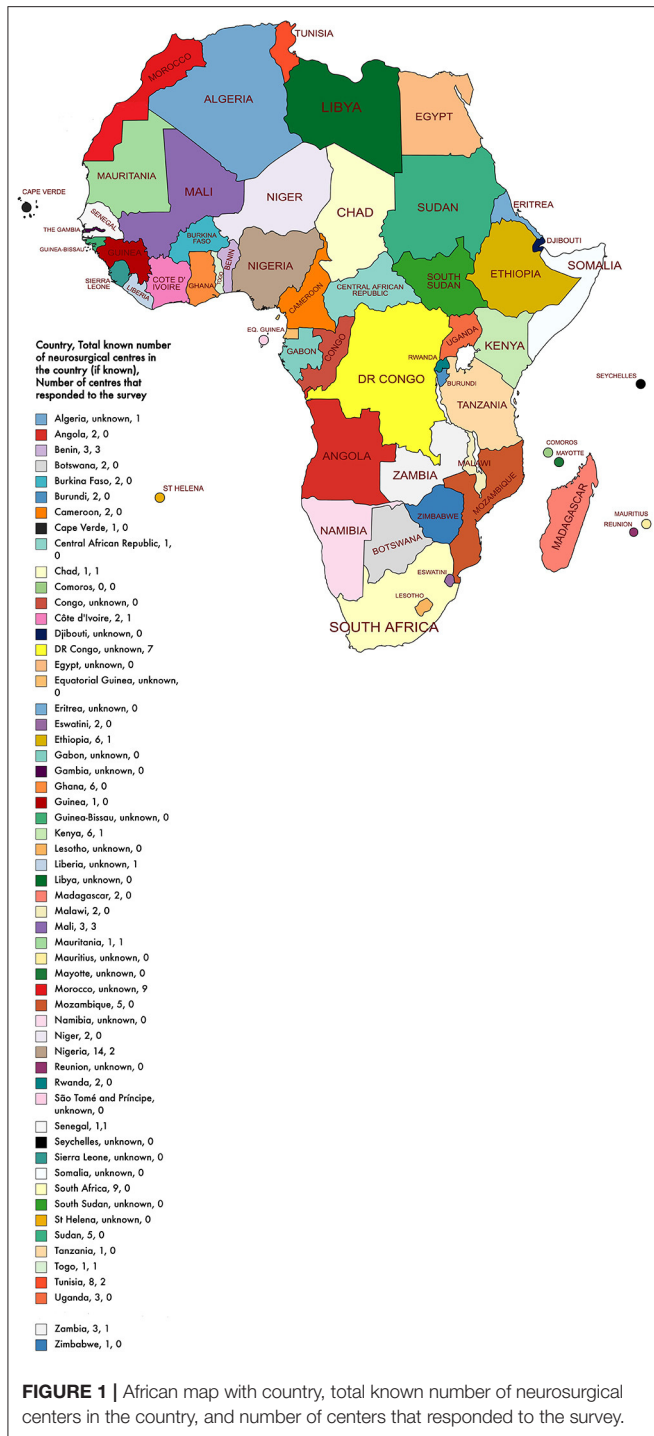 TUNISIA
MOROCCO
ALGERIA
LIBYA
EGYPT
MAURITANIA
MALI
NIGER
CHAD
SUDAN
ERITREA
CAPE VERDE
SENEGAL
THE GAMBIA
GUINEA-BISSAU
GUINEA
SIERRA
LEONE
LIBERIA
COTE D'
IVOIRE
BURKINA
FASO
GHANA
TOGO
BENIN
NIGERIA
CAMEROON
CENTRAL AFRICAN
REPUBLIC
SOUTH
SUDAN
ETHIOPIA
DJIBOUTI
SOMALIA
EQ. GUINEA
GABON
CONGO
DR CONGO
UGANDA
RWANDA
BURUNDI
KENYA
TANZANIA
SEYCHELLES
COMOROS
MAYOTTE
ANGOLA
ZAMBIA
MALAWI
MOZAMBIQUE
ZIMBABWE
NAMIBIA
BOTSWANA
MADAGASCAR
MAURITIUS
REUNION
ESWATINI
LESOTHO
SOUTH AFRICA
ST HELENA
Country, Total known number
of neurosurgical centres in
the country (if known),
Number of centres that
responded to the survey
Algeria, unknown, 1
Angola, 2, 0
Benin, 3, 3
Botswana, 2, 0
Burkina Faso, 2, 0
Burundi, 2, 0
Cameroon, 2, 0
Cape Verde, 1, 0
Central African Republic, 1,
0
Chad, 1, 1
Comoros, 0, 0
Congo, unknown, 0
Côte d'Ivoire, 2, 1
Djibouti, unknown, 0
DR Congo, unknown, 7
Egypt, unknown, 0
Equatorial Guinea, unknown,
0
Eritrea, unknown, 0
Eswatini, 2, 0
Ethiopia, 6, 1
Gabon, unknown, 0
Gambia, unknown, 0
Ghana, 6, 0
Guinea, 1, 0
Guinea-Bissau, unknown, 0
Kenya, 6, 1
Lesotho, unknown, 0
Liberia, unknown, 1
Libya, unknown, 0
Madagascar, 2, 0
Malawi, 2, 0
Mali, 3, 3
Mauritania, 1, 1
Mauritius, unknown, 0
Mayotte, unknown, 0
Morocco, unknown, 9
Mozambique, 5, 0
Namibia, unknown, 0
Niger, 2, 0
Nigeria, 14, 2
Reunion, unknown, 0
Rwanda, 2, 0
São Tomé and Príncipe,
unknown, 0
Senegal, 1,1
Seychelles, unknown, 0
Sierra Leone, unknown, 0
Somalia, unknown, 0
South Africa, 9, 0
South Sudan, unknown, 0
St Helena, unknown, 0
Sudan, 5, 0
Tanzania, 1, 0
Togo, 1, 1
Tunisia, 8, 2
Uganda, 3, 0
Zambia, 3, 1
Zimbabwe, 1, 0
FIGURE 1 | African map with country, total known number of neurosurgical
centers in the country, and number of centers that responded to the survey.